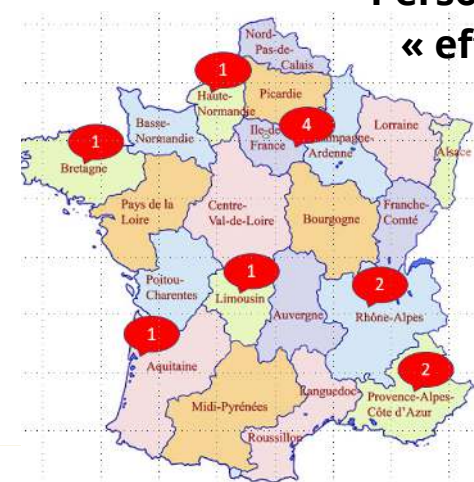 Perso
« ef
Nord-
Pas-de-
Calais
1
Haute-
Normandie
Picardie
4
Ile-de-
France
Ardenne
Lorraine
Alsace
Basse-
Normandie
1
Bretagne
Pays de la
Loire
Centre-
Val-de-Loire
Bourgogne
Franche-
Comté
Poitou-
Charentes
1
Limousin
Auvergne
2
Rhône-Alpes
1
Aquitaine
Midi-Pyrénées
Languedoc
Roussillon
2
Provence-Alpes-
Côte d'Azur